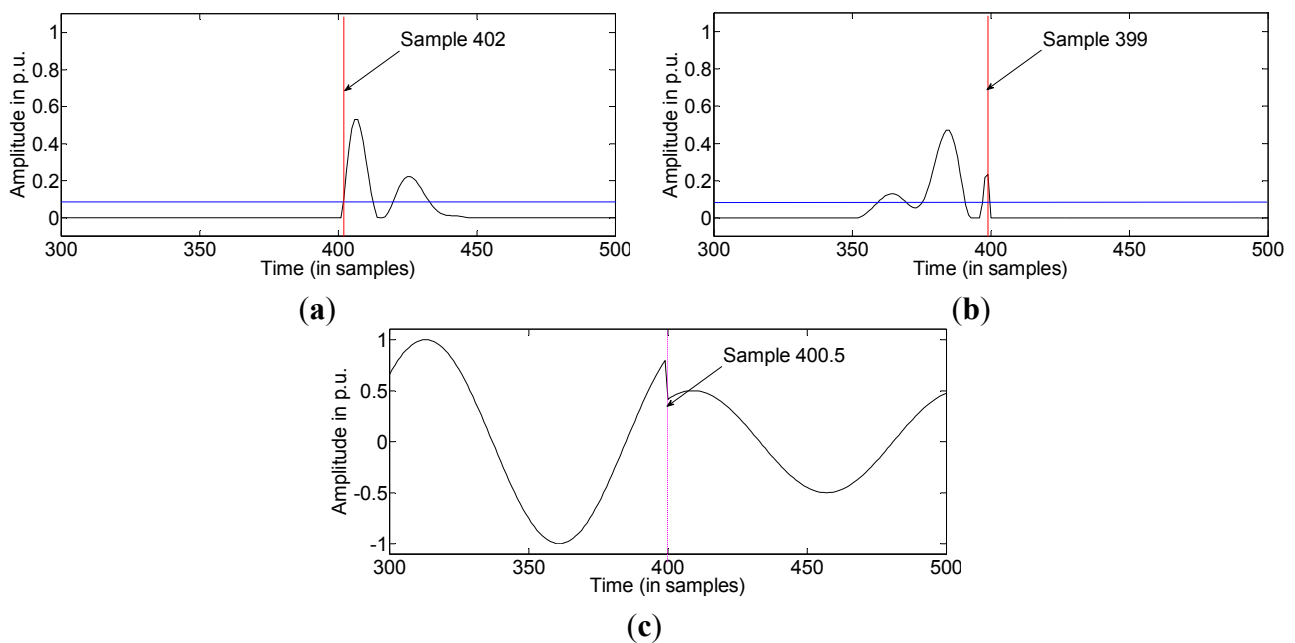 1
0.8
0.6
0.4
0.2
0
Amplitude in p.u.
Sample 402
300 350 400 450 500
Time (in samples)
(a)
1
0.8
0.6
0.4
0.2
0
Amplitude in p.u.
Sample 399
300 350 400 450 500
Time (in samples)
(b)
1
0.5
0
-0.5
-1
Amplitude in p.u.
Sample 400.5
300 350 400 450 500
Time (in samples)
(c)